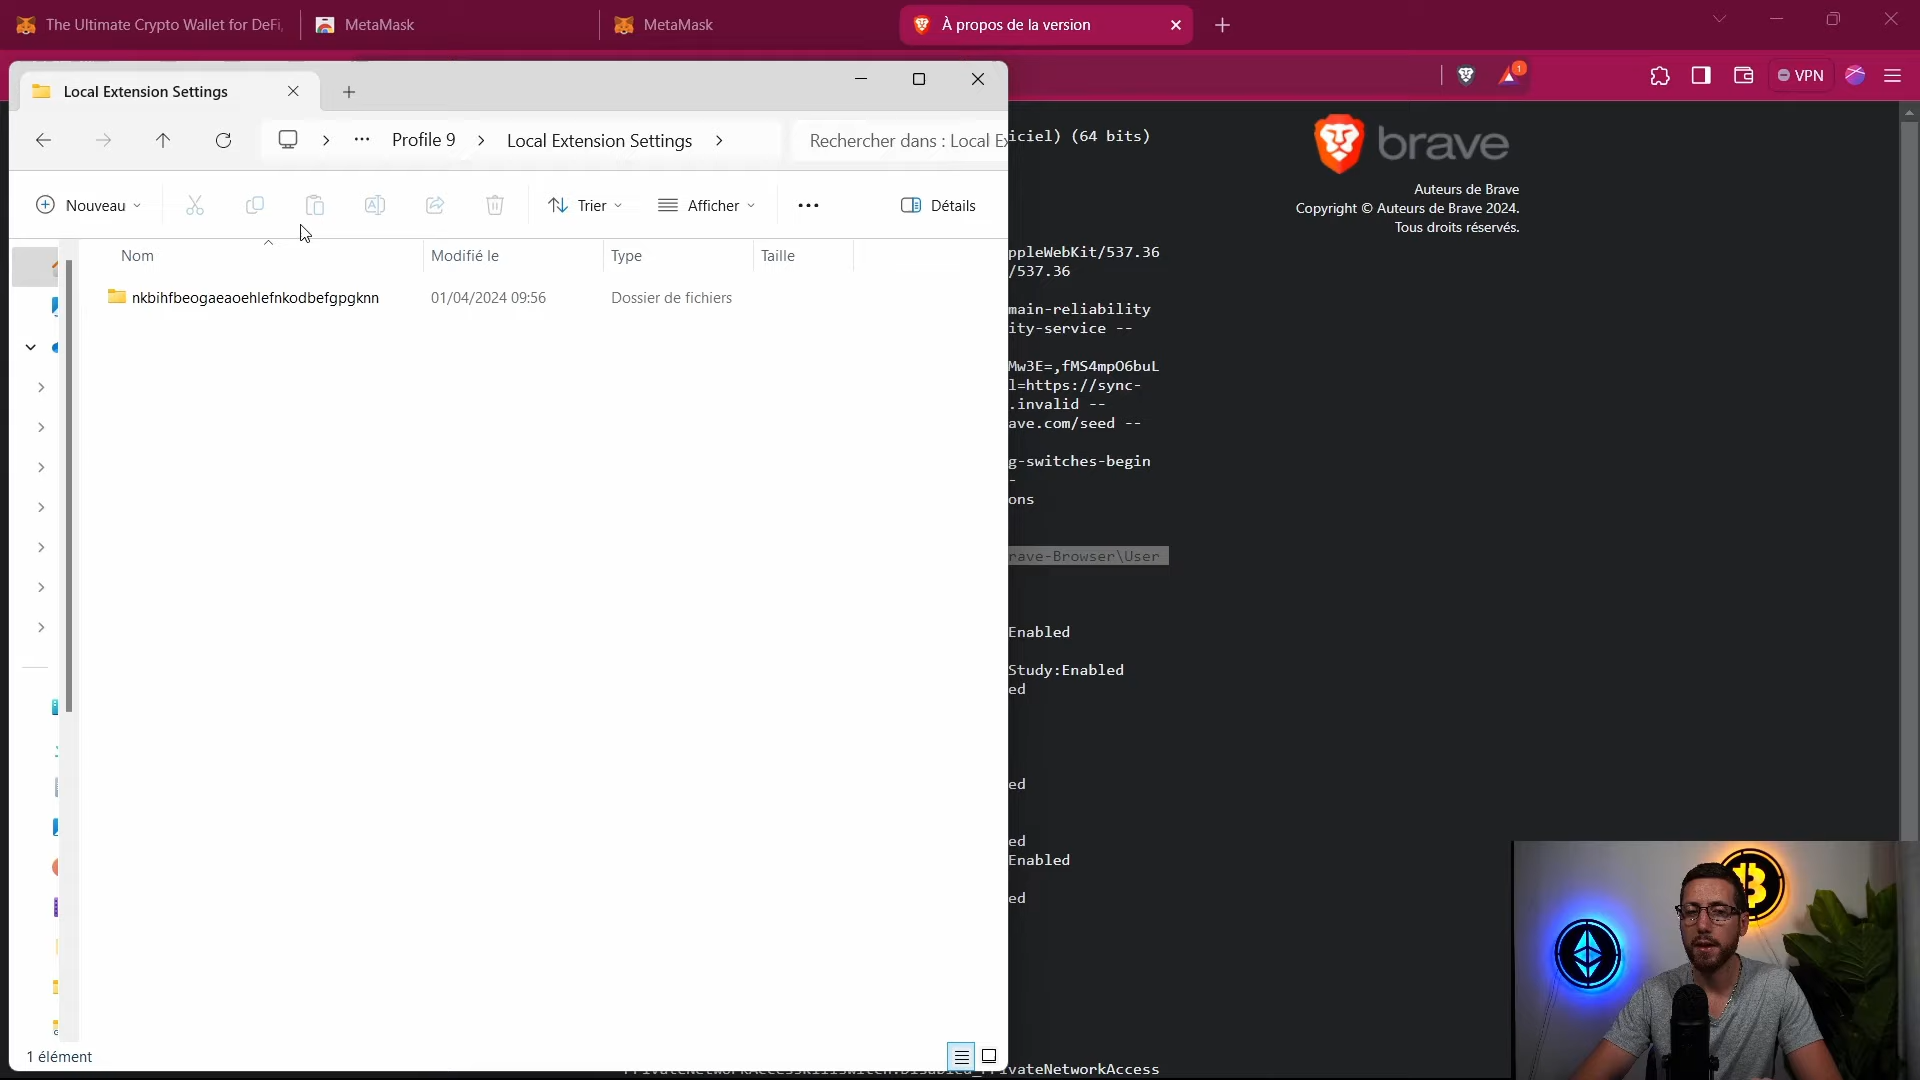 The Ultimate Crypto Wallet for DeFi,
MetaMask
MetaMask
À propos de la version
Local Extension Settings
1
VPN
Profile 9
Local Extension Settings
Rechercher dans : Local Ex
Nouveau
Trier
Afficher
Détails
Nom
Modifié le
Type
Taille
nkbihfbeogaeaoehlefnkodbefgpgknn
01/04/2024 09:56
Dossier de fichiers
1 élément
iciel) (64 bits)
brave
Auteurs de Brave
Copyright © Auteurs de Brave 2024.
Tous droits réservés.
ppleWebKit/537.36
/537.36
main-reliability
ity-service --
Mw3E=,fMS4mpO6buL
l=https://sync-
.invalid --
ave.com/seed --
g-switches-begin
-
ons
rave-Browser\User
Enabled
Study:Enabled
ed
ed
ed
Enabled
ed
vateNetworkAccess